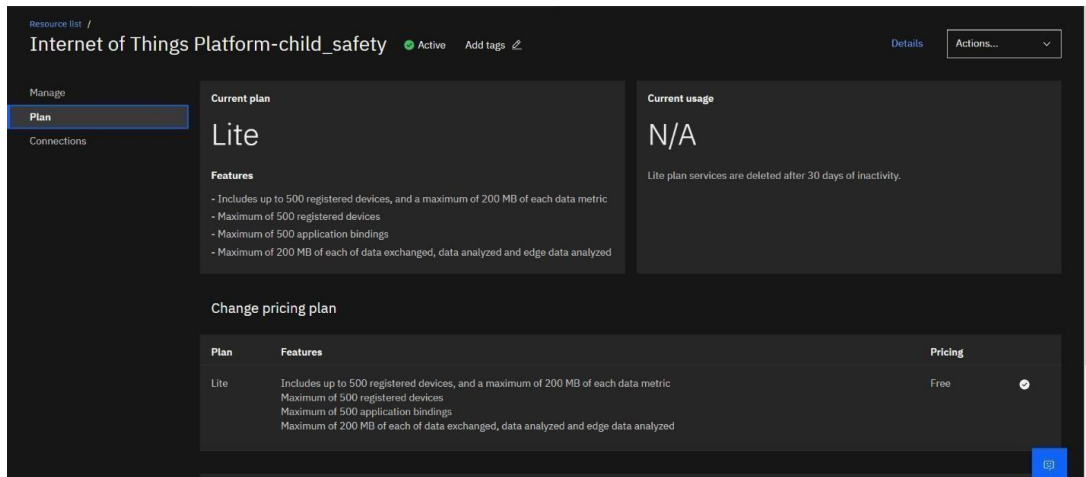 Resource list /
Internet of Things Platform-child_safety Active Add tags
Details Actions...
Manage
Plan
Connections
Current plan
Lite
Features
- Includes up to 500 registered devices, and a maximum of 200 MB of each data metric
- Maximum of 500 registered devices
- Maximum of 500 application bindings
- Maximum of 200 MB of each of data exchanged, data analyzed and edge data analyzed
Current usage
N/A
Lite plan services are deleted after 30 days of inactivity.
Change pricing plan
Plan Features Pricing
Lite Includes up to 500 registered devices, and a maximum of 200 MB of each data metric Free
Maximum of 500 registered devices
Maximum of 500 application bindings
Maximum of 200 MB of each of data exchanged, data analyzed and edge data analyzed